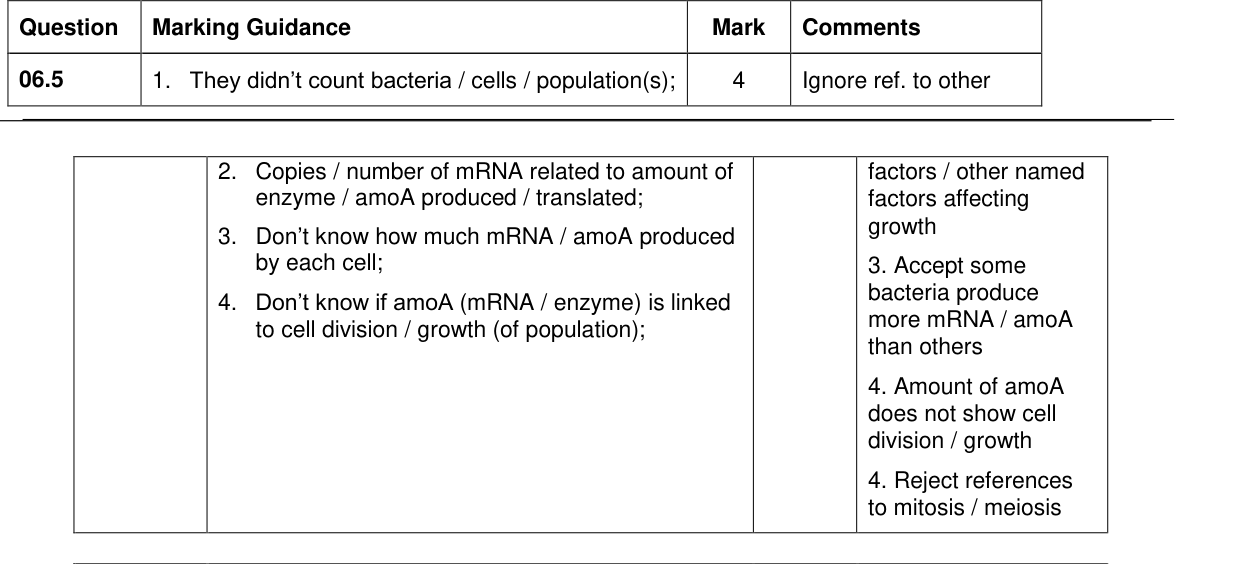 Question Marking Guidance Mark Comments
06.5 1. They didn't count bacteria / cells / population(s); 4 Ignore ref. to other
2. Copies / number of mRNA related to amount of
enzyme / amoA produced / translated;
3. Don't know how much mRNA / amoA produced
by each cell;
4. Don't know if amoA (mRNA / enzyme) is linked
to cell division / growth (of population);
factors / other named
factors affecting
growth
3. Accept some
bacteria produce
more mRNA / amoA
than others
4. Amount of amoA
does not show cell
division / growth
4. Reject references
to mitosis / meiosis